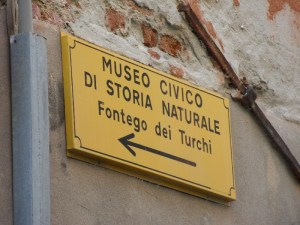 MUSEO CIVICO
DI STORIA NATURALE
Fontego dei Turchi